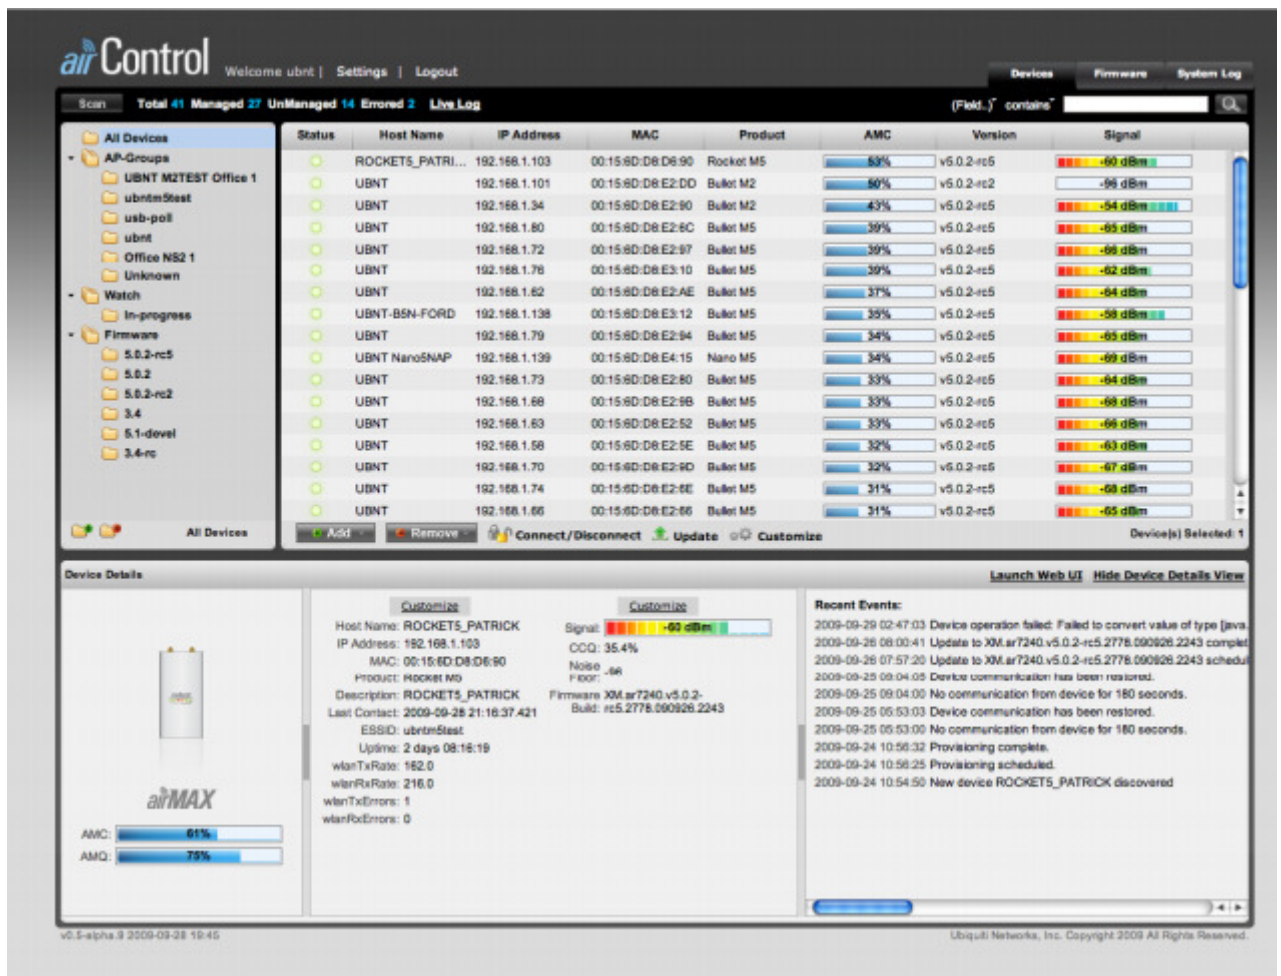 airControl Welcome ubnt | Settings | Logout
Devices Firmware System Log
Scan Total 41 Managed 27 UnManaged 14 Errored 2 Live Log (Field..) contains
All Devices
AP-Groups
UBNT M2TEST Office 1
ubntm5test
usb-poll
ubnt
Office NS2 1
Unknown
Watch
In-progress
Firmware
5.0.2-rc5
5.0.2
5.0.2-rc2
3.4
5.1-devel
3.4-rc
All Devices
Status Host Name IP Address MAC Product AMC Version Signal
ROCKET5_PATRI... 192.168.1.103 00:15:6D:D8:D6:90 Rocket M5 53% v5.0.2-rc5 -60 dBm
UBNT 192.168.1.101 00:15:6D:D8:E2:DD Bullet M2 50% v5.0.2-rc2 -96 dBm
UBNT 192.168.1.34 00:15:6D:D8:E2:90 Bullet M2 43% v5.0.2-rc5 -54 dBm
UBNT 192.168.1.80 00:15:6D:D8:E2:6C Bullet M5 39% v5.0.2-rc5 -65 dBm
UBNT 192.168.1.72 00:15:6D:D8:E2:97 Bullet M5 39% v5.0.2-rc5 -66 dBm
UBNT 192.168.1.76 00:15:6D:D8:E3:10 Bullet M5 39% v5.0.2-rc5 -62 dBm
UBNT 192.168.1.62 00:15:6D:D8:E2:AE Bullet M5 37% v5.0.2-rc5 -64 dBm
UBNT-B5N-FORD 192.168.1.138 00:15:6D:D8:E3:12 Bullet M5 35% v5.0.2-rc5 -58 dBm
UBNT 192.168.1.79 00:15:6D:D8:E2:94 Bullet M5 34% v5.0.2-rc5 -65 dBm
UBNT Nano5NAP 192.168.1.139 00:15:6D:D8:E4:15 Nano M5 34% v5.0.2-rc5 -69 dBm
UBNT 192.168.1.73 00:15:6D:D8:E2:80 Bullet M5 33% v5.0.2-rc5 -64 dBm
UBNT 192.168.1.68 00:15:6D:D8:E2:9B Bullet M5 33% v5.0.2-rc5 -68 dBm
UBNT 192.168.1.63 00:15:6D:D8:E2:52 Bullet M5 33% v5.0.2-rc5 -66 dBm
UBNT 192.168.1.58 00:15:6D:D8:E2:5E Bullet M5 32% v5.0.2-rc5 -63 dBm
UBNT 192.168.1.70 00:15:6D:D8:E2:9D Bullet M5 32% v5.0.2-rc5 -67 dBm
UBNT 192.168.1.74 00:15:6D:D8:E2:6E Bullet M5 31% v5.0.2-rc5 -68 dBm
UBNT 192.168.1.66 00:15:6D:D8:E2:66 Bullet M5 31% v5.0.2-rc5 -65 dBm
Add Remove Connect/Disconnect Update Customize Device(s) Selected: 1
Device Details Launch Web UI Hide Device Details View
airMAX
AMC: 61%
AMQ: 75%
Customize
Host Name: ROCKET5_PATRICK
IP Address: 192.168.1.103
MAC: 00:15:6D:D8:D6:90
Product: Rocket M5
Description: ROCKET5_PATRICK
Last Contact: 2009-09-28 21:16:37.421
ESSID: ubntm5test
Uptime: 2 days 08:16:19
wlanTxRate: 162.0
wlanRxRate: 216.0
wlanTxErrors: 1
wlanRxErrors: 0
Customize
Signal: -60 dBm
CCQ: 35.4%
Noise
Floor: -96
Firmware XM.ar7240.v5.0.2-
Build: rc5.2778.090926.2243
Recent Events:
2009-09-29 02:47:03 Device operation failed: Failed to convert value of type [java.
2009-09-26 08:00:41 Update to XM.ar7240.v5.0.2-rc5.2778.090926.2243 complet
2009-09-26 07:57:20 Update to XM.ar7240.v5.0.2-rc5.2778.090926.2243 schedul
2009-09-25 09:04:05 Device communication has been restored.
2009-09-25 09:04:00 No communication from device for 180 seconds.
2009-09-25 05:53:03 Device communication has been restored.
2009-09-25 05:53:00 No communication from device for 180 seconds.
2009-09-24 10:56:32 Provisioning complete.
2009-09-24 10:56:25 Provisioning scheduled.
2009-09-24 10:54:50 New device ROCKET5_PATRICK discovered
v0.5-alpha.9 2009-09-28 19:45 Ubiquiti Networks, Inc. Copyright 2009 All Rights Reserved.